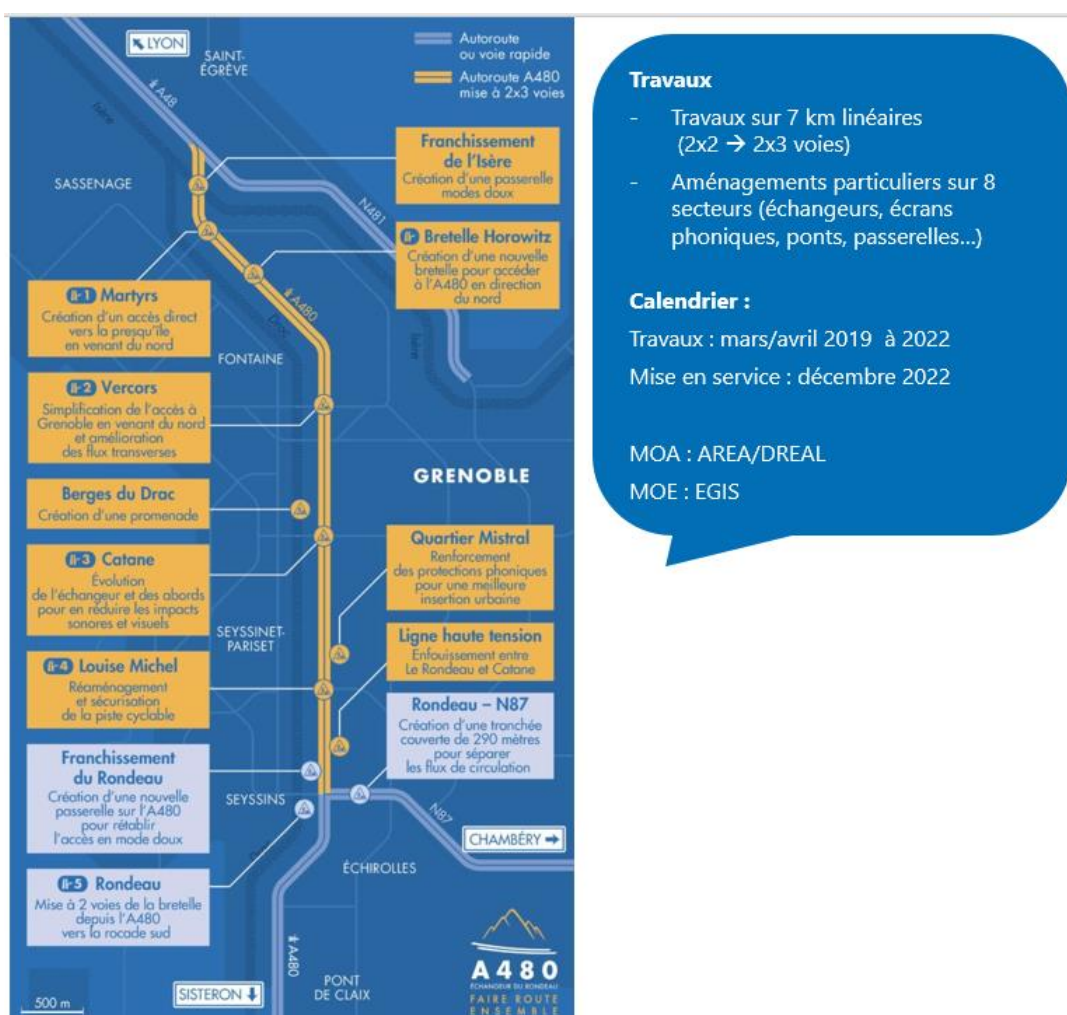 LYON
SAINT-
ÉGRÈVE
Autoroute
ou voie rapide
Autoroute A480
mise à 2x3 voies
A48
Isère
SASSENAGE
Franchissement
de l'Isère
Création d'une passerelle
modes doux
N481
Bretelle Horowitz
Création d'une nouvelle
bretelle pour accéder
à l'A480 en direction
du nord
1 Martyrs
Création d'un accès direct
vers la presqu'île
en venant du nord
A480
Drac
Isère
FONTAINE
2 Vercors
Simplification de l'accès à
Grenoble en venant du nord
et amélioration
des flux transverses
GRENOBLE
Berges du Drac
Création d'une promenade
3 Catane
Évolution
de l'échangeur et des abords
pour en réduire les impacts
sonores et visuels
Quartier Mistral
Renforcement
des protections phoniques
pour une meilleure
insertion urbaine
SEYSSINET-
PARISET
Ligne haute tension
Enfouissement entre
Le Rondeau et Catane
4 Louise Michel
Réaménagement
et sécurisation
de la piste cyclable
Rondeau – N87
Création d'une tranchée
couverte de 290 mètres
pour séparer
les flux de circulation
Franchissement
du Rondeau
Création d'une nouvelle
passerelle sur l'A480
pour rétablir
l'accès en mode doux
SEYSSINS
N87
CHAMBÉRY
ÉCHIROLLES
5 Rondeau
Mise à 2 voies de la bretelle
depuis l'A480
vers la rocade sud
A480
SISTERON
PONT
DE CLAIX
500 m
A480
ÉCHANGEUR DU RONDEAU
FAIRE ROUTE
ENSEMBLE
Travaux
- Travaux sur 7 km linéaires
(2x2 → 2x3 voies)
- Aménagements particuliers sur 8
secteurs (échangeurs, écrans
phoniques, ponts, passerelles...)
Calendrier :
Travaux : mars/avril 2019 à 2022
Mise en service : décembre 2022
MOA : AREA/DREAL
MOE : EGIS